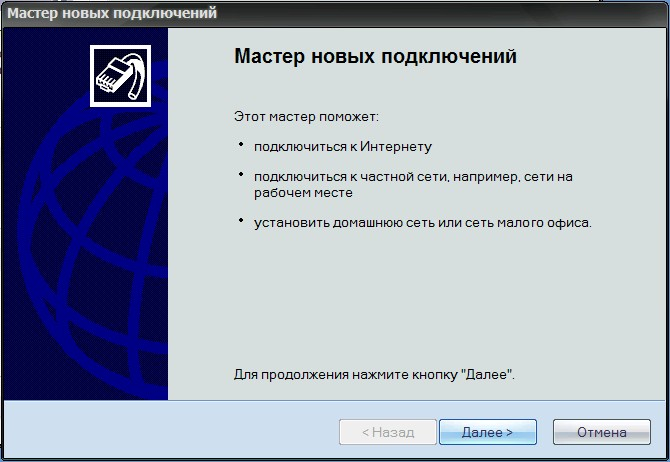 Мастер новых подключений
Мастер новых подключений
Этот мастер поможет:
• подключиться к Интернету
• подключиться к частной сети, например, сети на
рабочем месте
• установить домашнюю сеть или сеть малого офиса.
Для продолжения нажмите кнопку "Далее".
< Назад
Далее >
Отмена